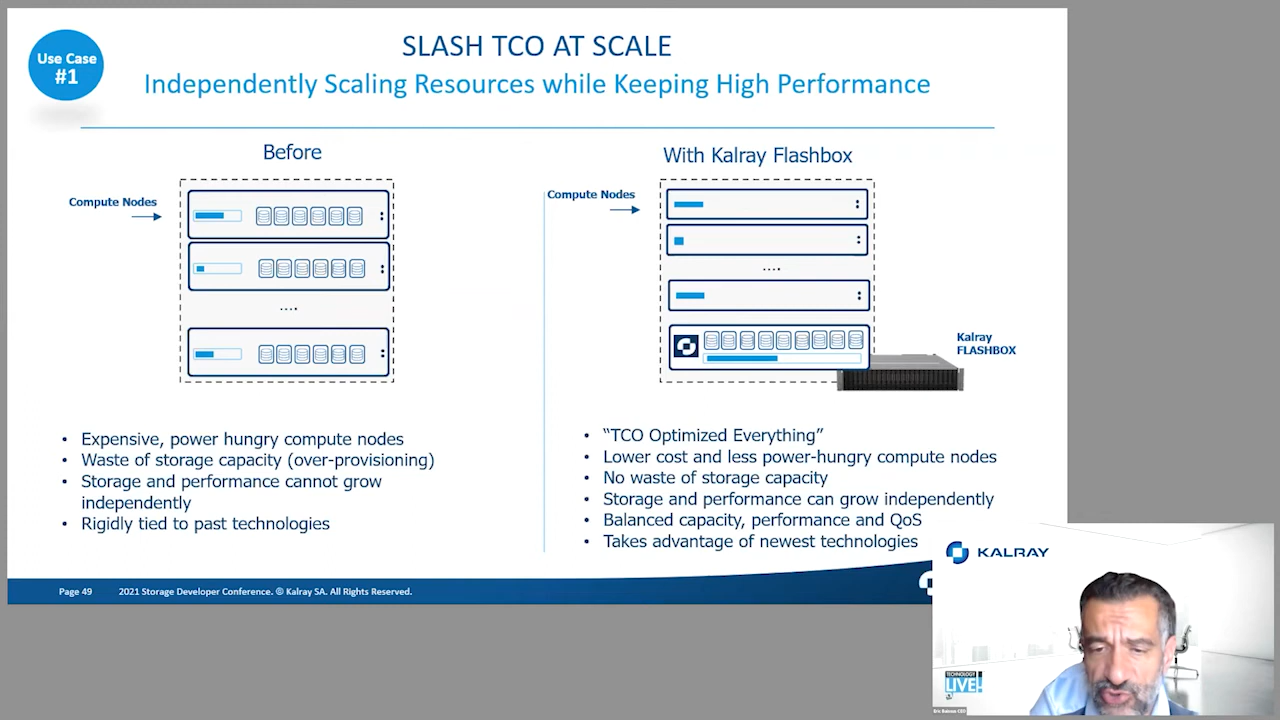 Use Case
#1
SLASH TCO AT SCALE
Independently Scaling Resources while Keeping High Performance
Before
Compute Nodes
....
• Expensive, power hungry compute nodes
• Waste of storage capacity (over-provisioning)
• Storage and performance cannot grow
independently
• Rigidly tied to past technologies
With Kalray Flashbox
Compute Nodes
....
Kalray
FLASHBOX
• “TCO Optimized Everything”
• Lower cost and less power-hungry compute nodes
• No waste of storage capacity
• Storage and performance can grow independently
• Balanced capacity, performance and QoS
• Takes advantage of newest technologies
Page 49 2021 Storage Developer Conference. © Kalray SA. All Rights Reserved.
KALRAY
TECHNOLOGY
LIVE!